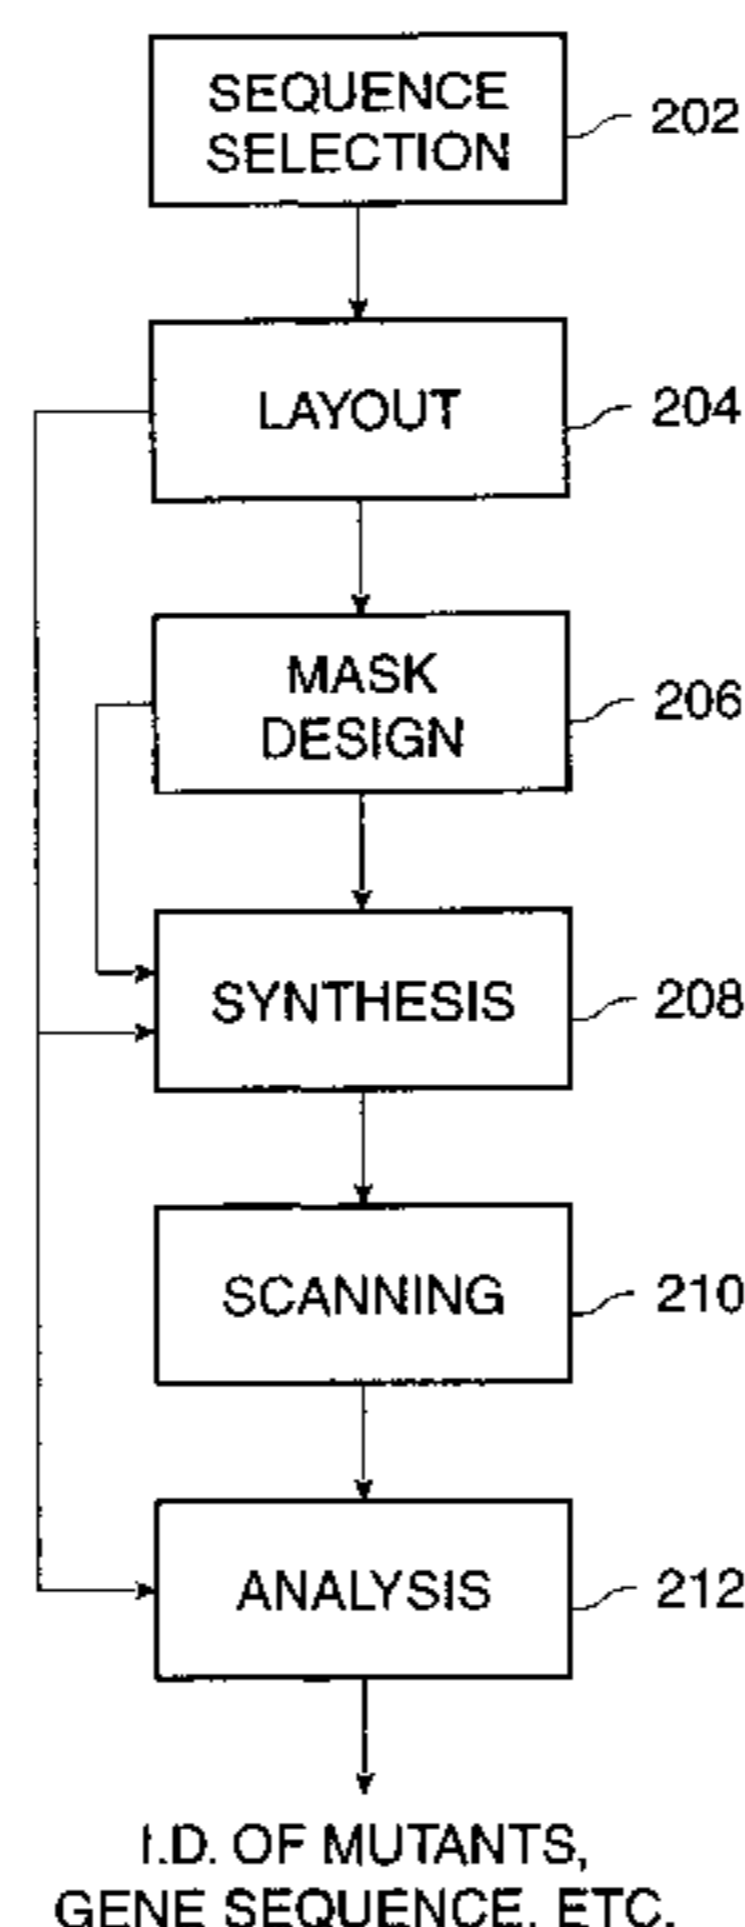 SEQUENCE
SELECTION
202
LAYOUT
204
MASK
DESIGN
206
SYNTHESIS
208
SCANNING
210
ANALYSIS
212
I.D. OF MUTANTS,
GENE SEQUENCE, ETC.